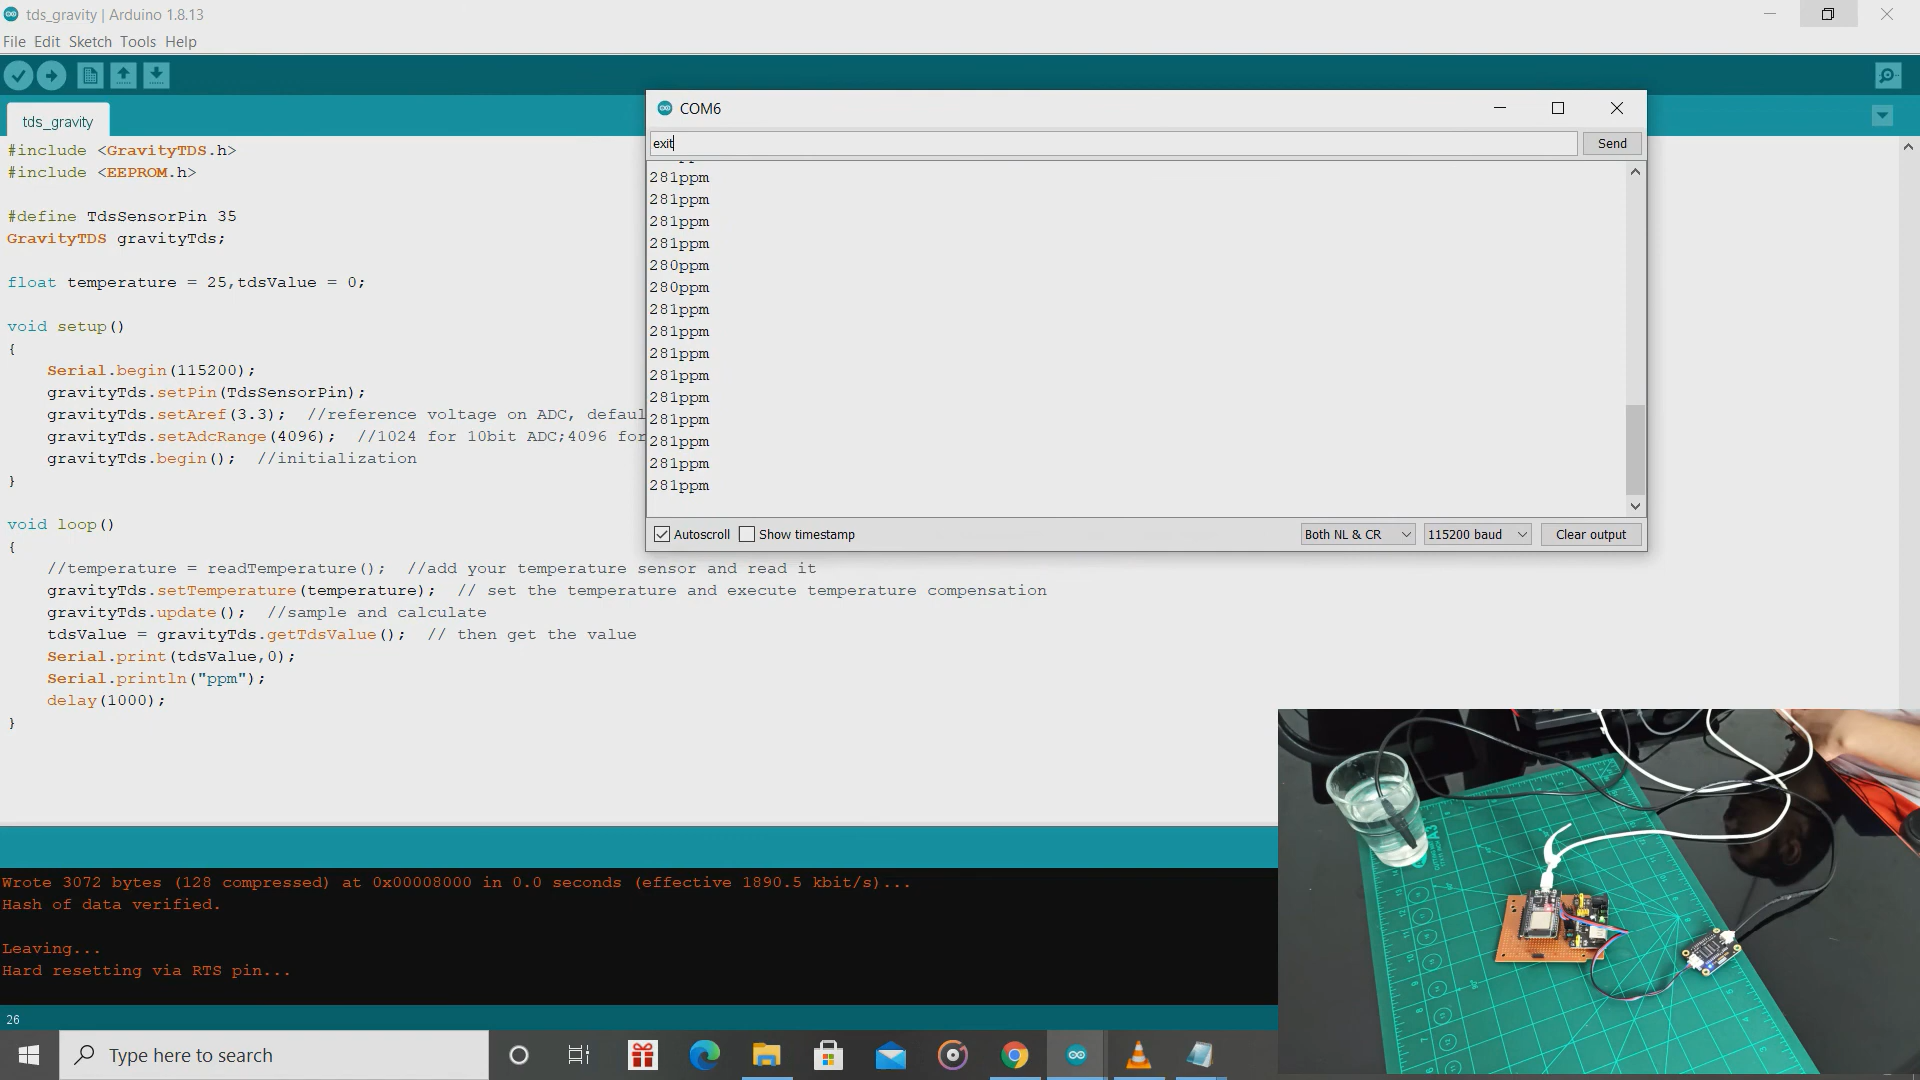 tds_gravity | Arduino 1.8.13
File Edit Sketch Tools Help
tds_gravity
#include <GravityTDS.h>
#include <EEPROM.h>
#define TdsSensorPin 35
GravityTDS gravityTds;
float temperature = 25,tdsValue = 0;
void setup()
{
Serial.begin(115200);
gravityTds.setPin(TdsSensorPin);
gravityTds.setAref(3.3);  //reference voltage on ADC, defaul
gravityTds.setAdcRange(4096);  //1024 for 10bit ADC;4096 for
gravityTds.begin();  //initialization
}
void loop()
{
//temperature = readTemperature();  //add your temperature sensor and read it
gravityTds.setTemperature(temperature);  // set the temperature and execute temperature compensation
gravityTds.update();  //sample and calculate
tdsValue = gravityTds.getTdsValue();  // then get the value
Serial.print(tdsValue,0);
Serial.println("ppm");
delay(1000);
}
COM6
exit
Send
281ppm
281ppm
281ppm
281ppm
280ppm
280ppm
281ppm
281ppm
281ppm
281ppm
281ppm
281ppm
281ppm
281ppm
281ppm
Autoscroll Show timestamp Both NL & CR 115200 baud Clear output
Wrote 3072 bytes (128 compressed) at 0x00008000 in 0.0 seconds (effective 1890.5 kbit/s)...
Hash of data verified.
Leaving...
Hard resetting via RTS pin...
26
Type here to search
A3